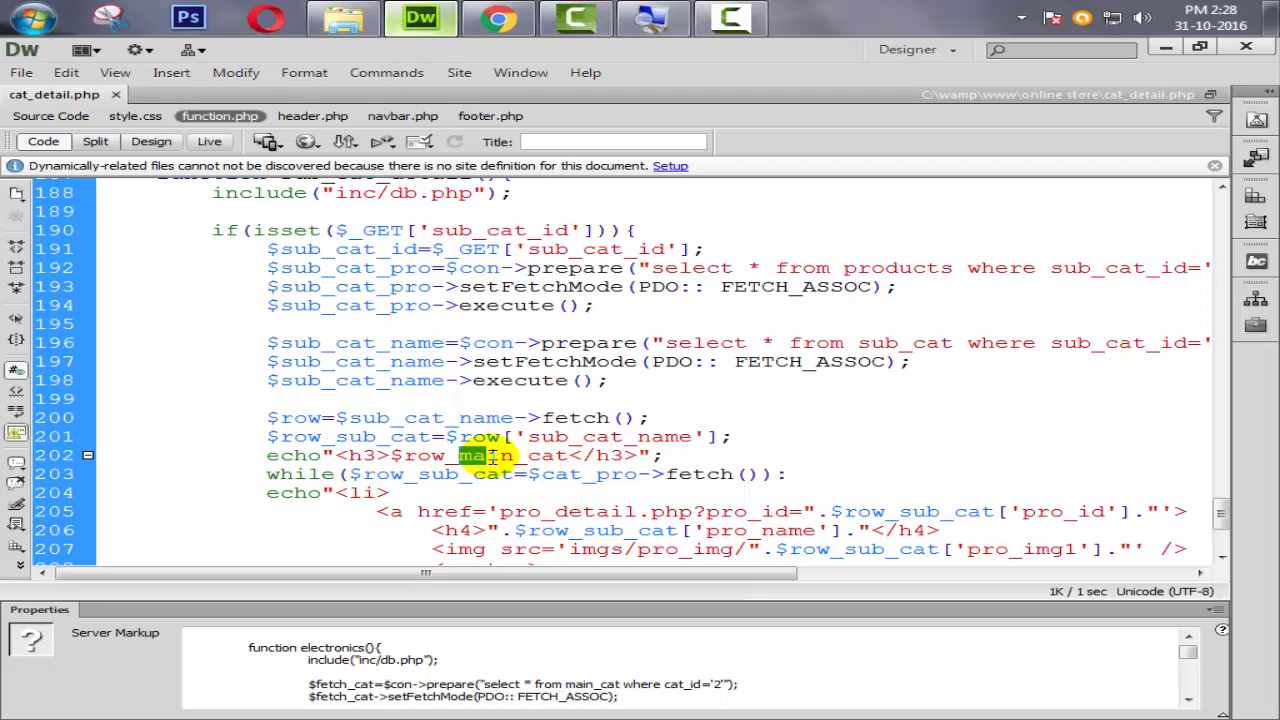 Ps
Dw
PM 2:28
31-10-2016
Dw
Designer
File Edit View Insert Modify Format Commands Site Window Help
cat_detail.php
C:\wamp\www\online store\cat_detail.php
Source Code style.css function.php header.php navbar.php footer.php
Code Split Design Live Title:
Dynamically-related files cannot not be discovered because there is no site definition for this document. Setup
188 include("inc/db.php");
189
190 if(isset($_GET['sub_cat_id'])){
191 $sub_cat_id=$_GET['sub_cat_id'];
192 $sub_cat_pro=$con->prepare("select * from products where sub_cat_id='
193 $sub_cat_pro->setFetchMode(PDO:: FETCH_ASSOC);
194 $sub_cat_pro->execute();
195
196 $sub_cat_name=$con->prepare("select * from sub_cat where sub_cat_id='
197 $sub_cat_name->setFetchMode(PDO:: FETCH_ASSOC);
198 $sub_cat_name->execute();
199
200 $row=$sub_cat_name->fetch();
201 $row_sub_cat=$row['sub_cat_name'];
202 echo"<h3>$row_main_cat</h3>";
203 while($row_sub_cat=$cat_pro->fetch()):
204 echo"<li>
205 <a href='pro_detail.php?pro_id=".$row_sub_cat['pro_id']."'>
206 <h4>".$row_sub_cat['pro_name']."</h4>
207 <img src='imgs/pro_img/".$row_sub_cat['pro_img1']."' />
1K / 1 sec Unicode (UTF-8)
Properties
Server Markup
function electronics(){
include("inc/db.php");
$fetch_cat=$con->prepare("select * from main_cat where cat_id='2'");
$fetch_cat->setFetchMode(PDO:: FETCH_ASSOC);